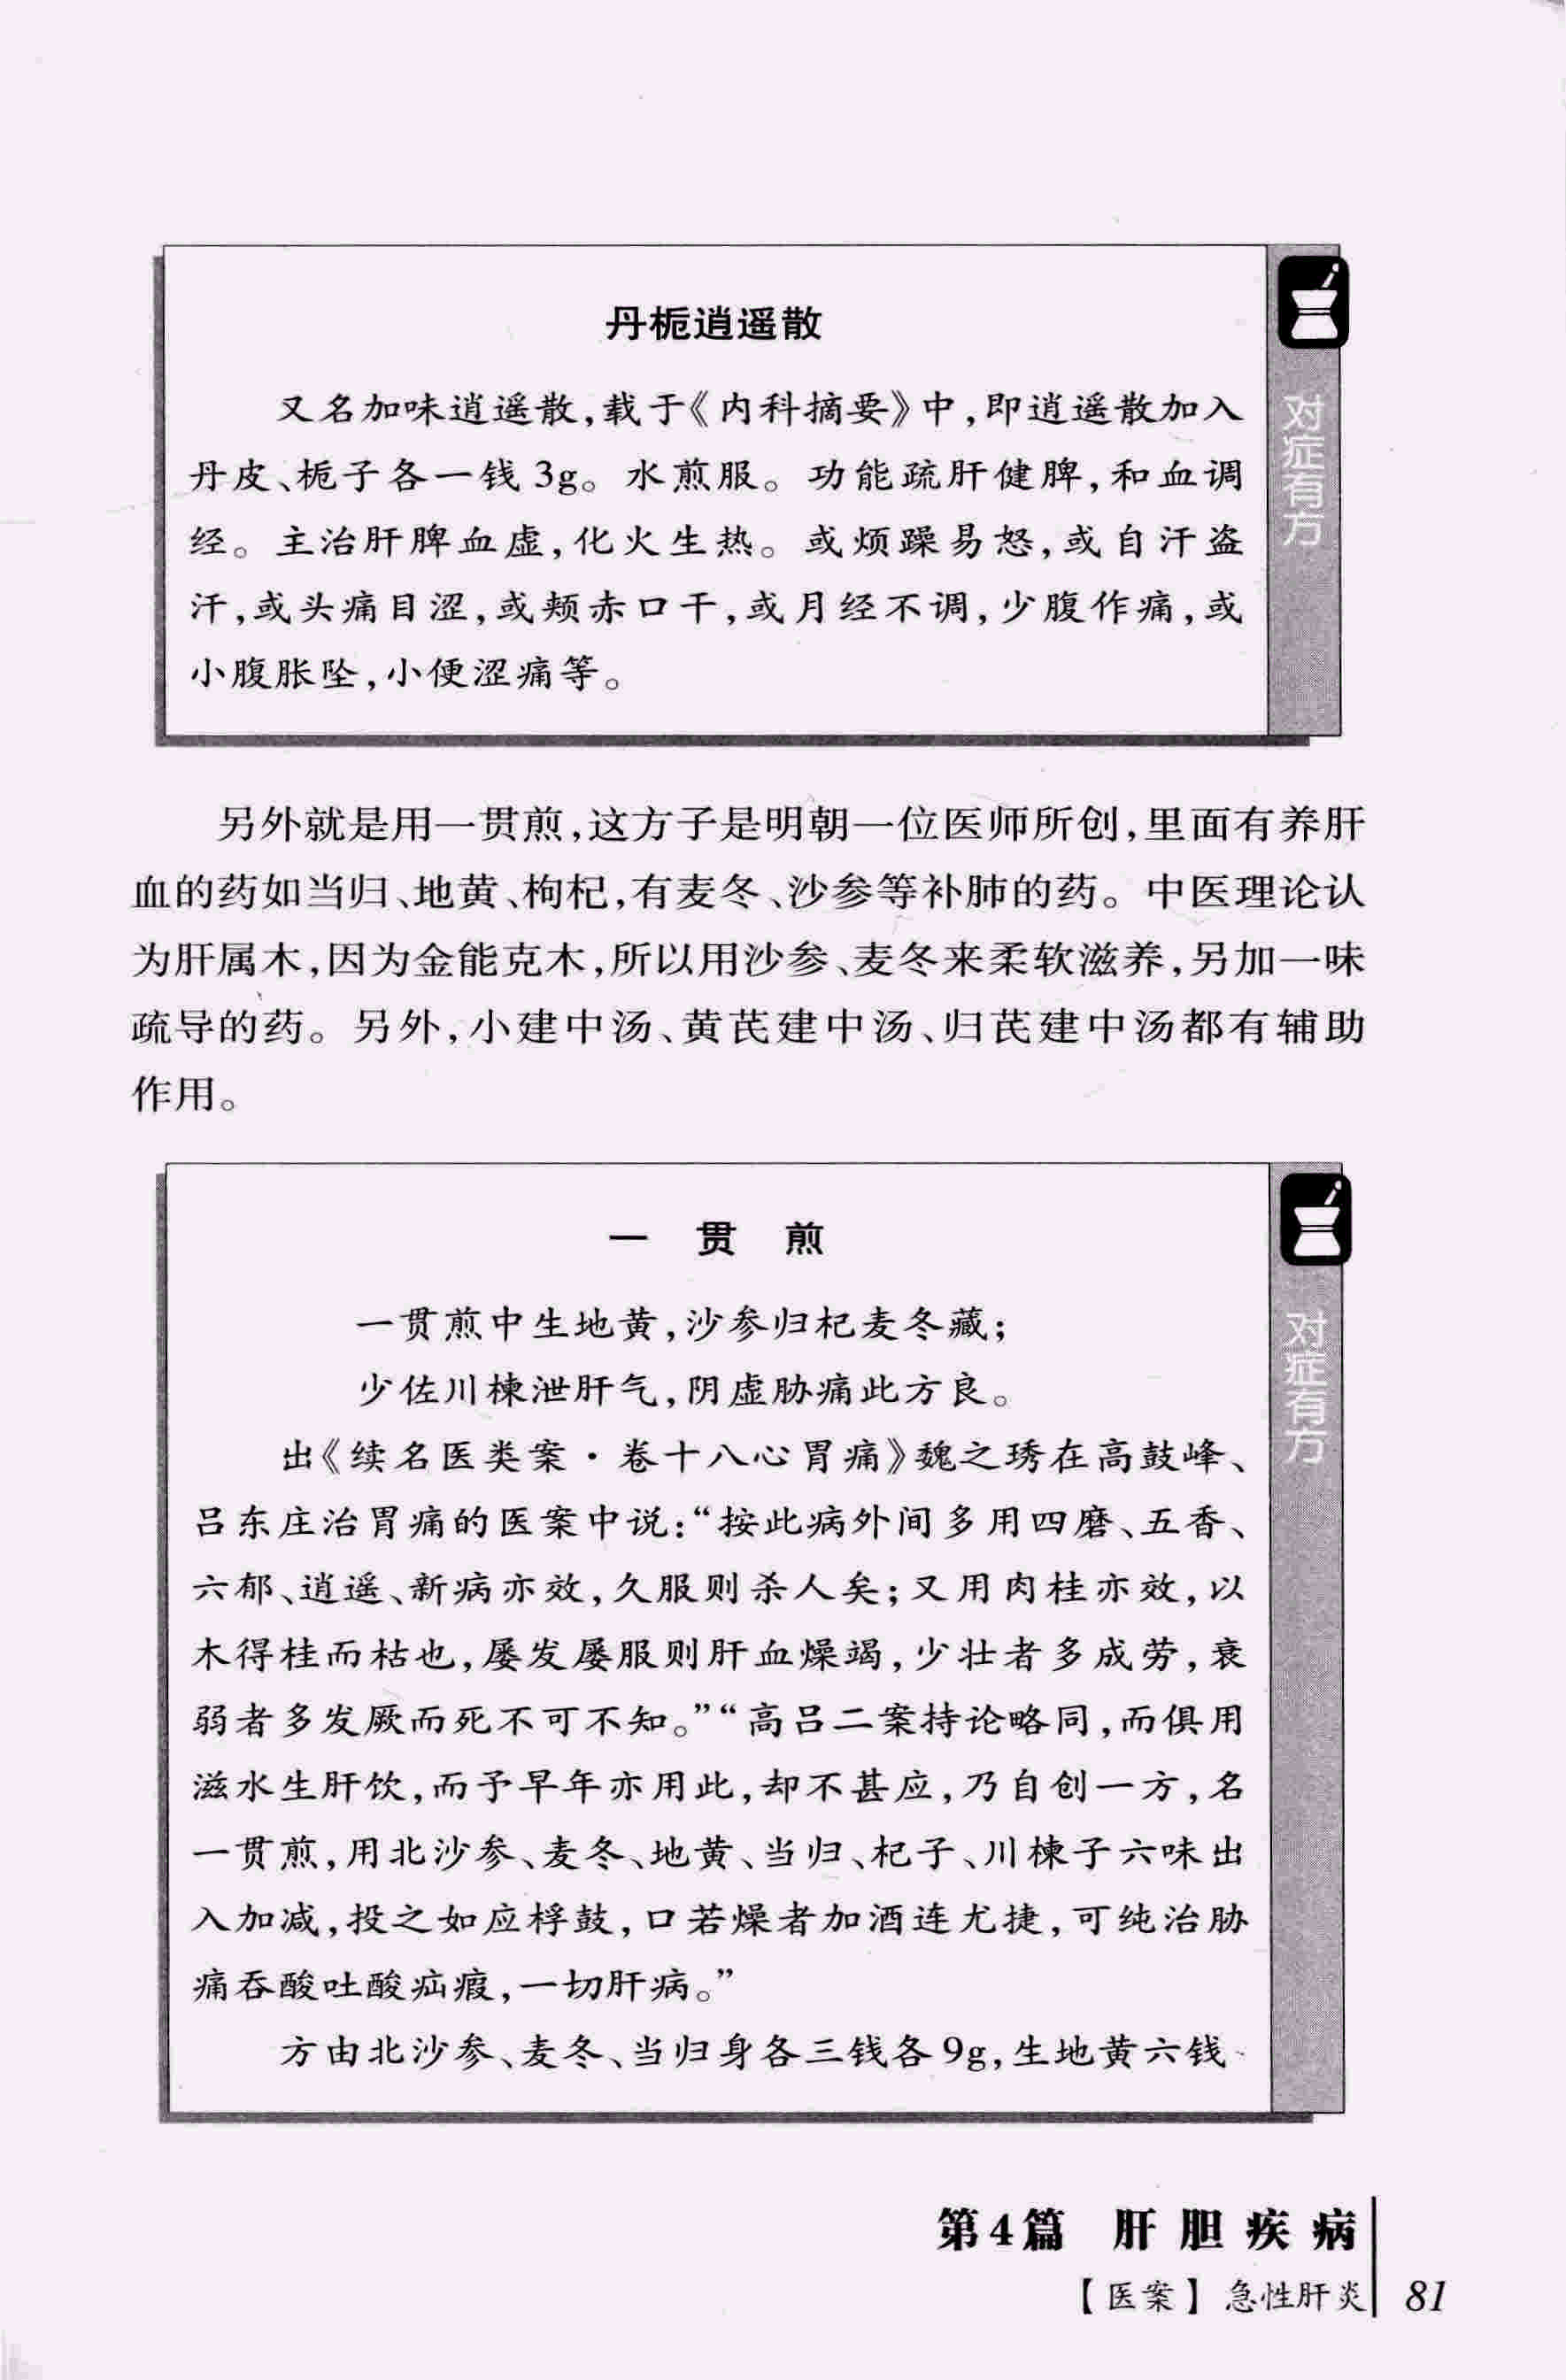 丹栀逍遥散
又名加味逍遥散,载于《内科摘要》中,即逍遥散加入
丹皮、栀子各一钱 3g。水煎服。功能疏肝健脾,和血调
经。主治肝脾血虚,化火生热。或烦躁易怒,或自汗盗
汗,或头痛目涩,或颊赤口干,或月经不调,少腹作痛,或
小腹胀坠,小便涩痛等。
对症有方
另外就是用一贯煎,这方子是明朝一位医师所创,里面有养肝
血的药如当归、地黄、枸杞,有麦冬、沙参等补肺的药。中医理论认
为肝属木,因为金能克木,所以用沙参、麦冬来柔软滋养,另加一味
疏导的药。另外,小建中汤、黄芪建中汤、归芪建中汤都有辅助
作用。
一 贯 煎
一贯煎中生地黄,沙参归杞麦冬藏;
少佐川楝泄肝气,阴虚胁痛此方良。
出《续名医类案·卷十八心胃痛》魏之琇在高鼓峰、
吕东庄治胃痛的医案中说:“按此病外间多用四磨、五香、
六郁、逍遥、新病亦效,久服则杀人矣;又用肉桂亦效,以
木得桂而枯也,屡发屡服则肝血燥竭,少壮者多成劳,衰
弱者多发厥而死不可不知。”“高吕二案持论略同,而俱用
滋水生肝饮,而予早年亦用此,却不甚应,乃自创一方,名
一贯煎,用北沙参、麦冬、地黄、当归、杞子、川楝子六味出
入加减,投之如应桴鼓,口若燥者加酒连尤捷,可纯治胁
痛吞酸吐酸疝瘕,一切肝病。”
方由北沙参、麦冬、当归身各三钱各 9g,生地黄六钱
对症有方
第4篇 肝胆疾病
【医案】急性肝炎 81